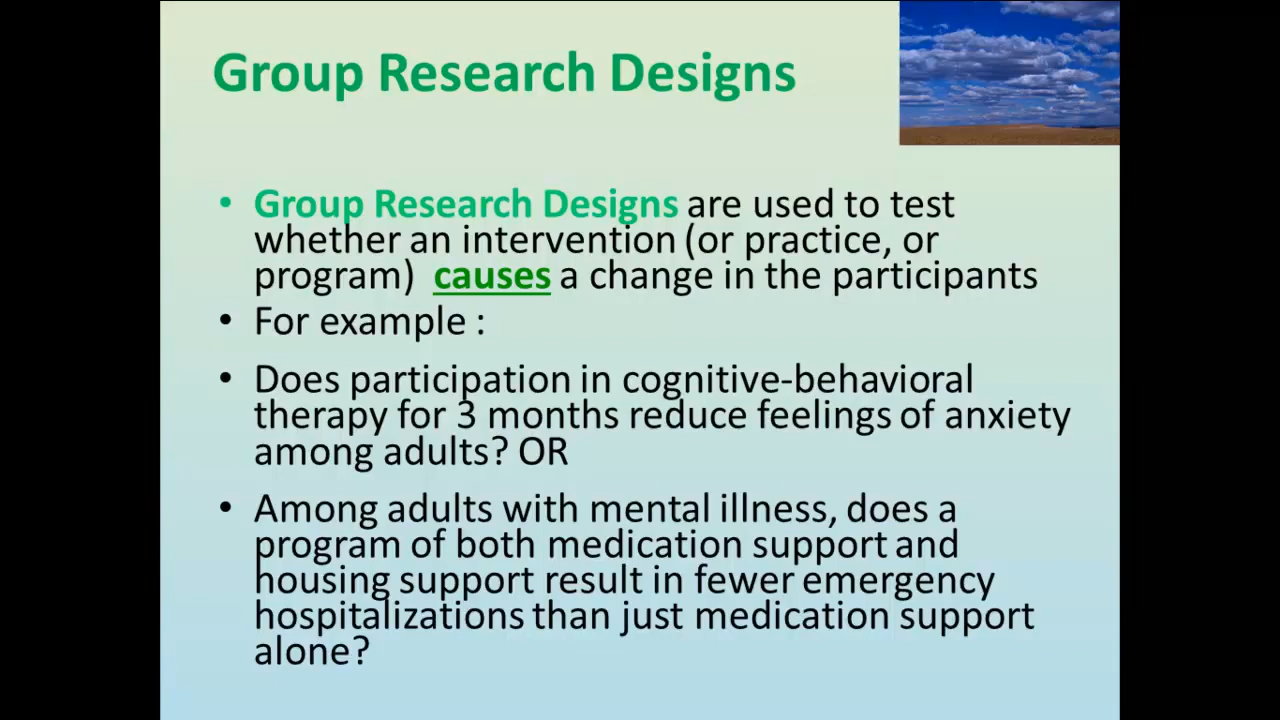 Group Research Designs
• Group Research Designs are used to test
whether an intervention (or practice, or
program) causes a change in the participants
• For example :
• Does participation in cognitive-behavioral
therapy for 3 months reduce feelings of anxiety
among adults? OR
• Among adults with mental illness, does a
program of both medication support and
housing support result in fewer emergency
hospitalizations than just medication support
alone?